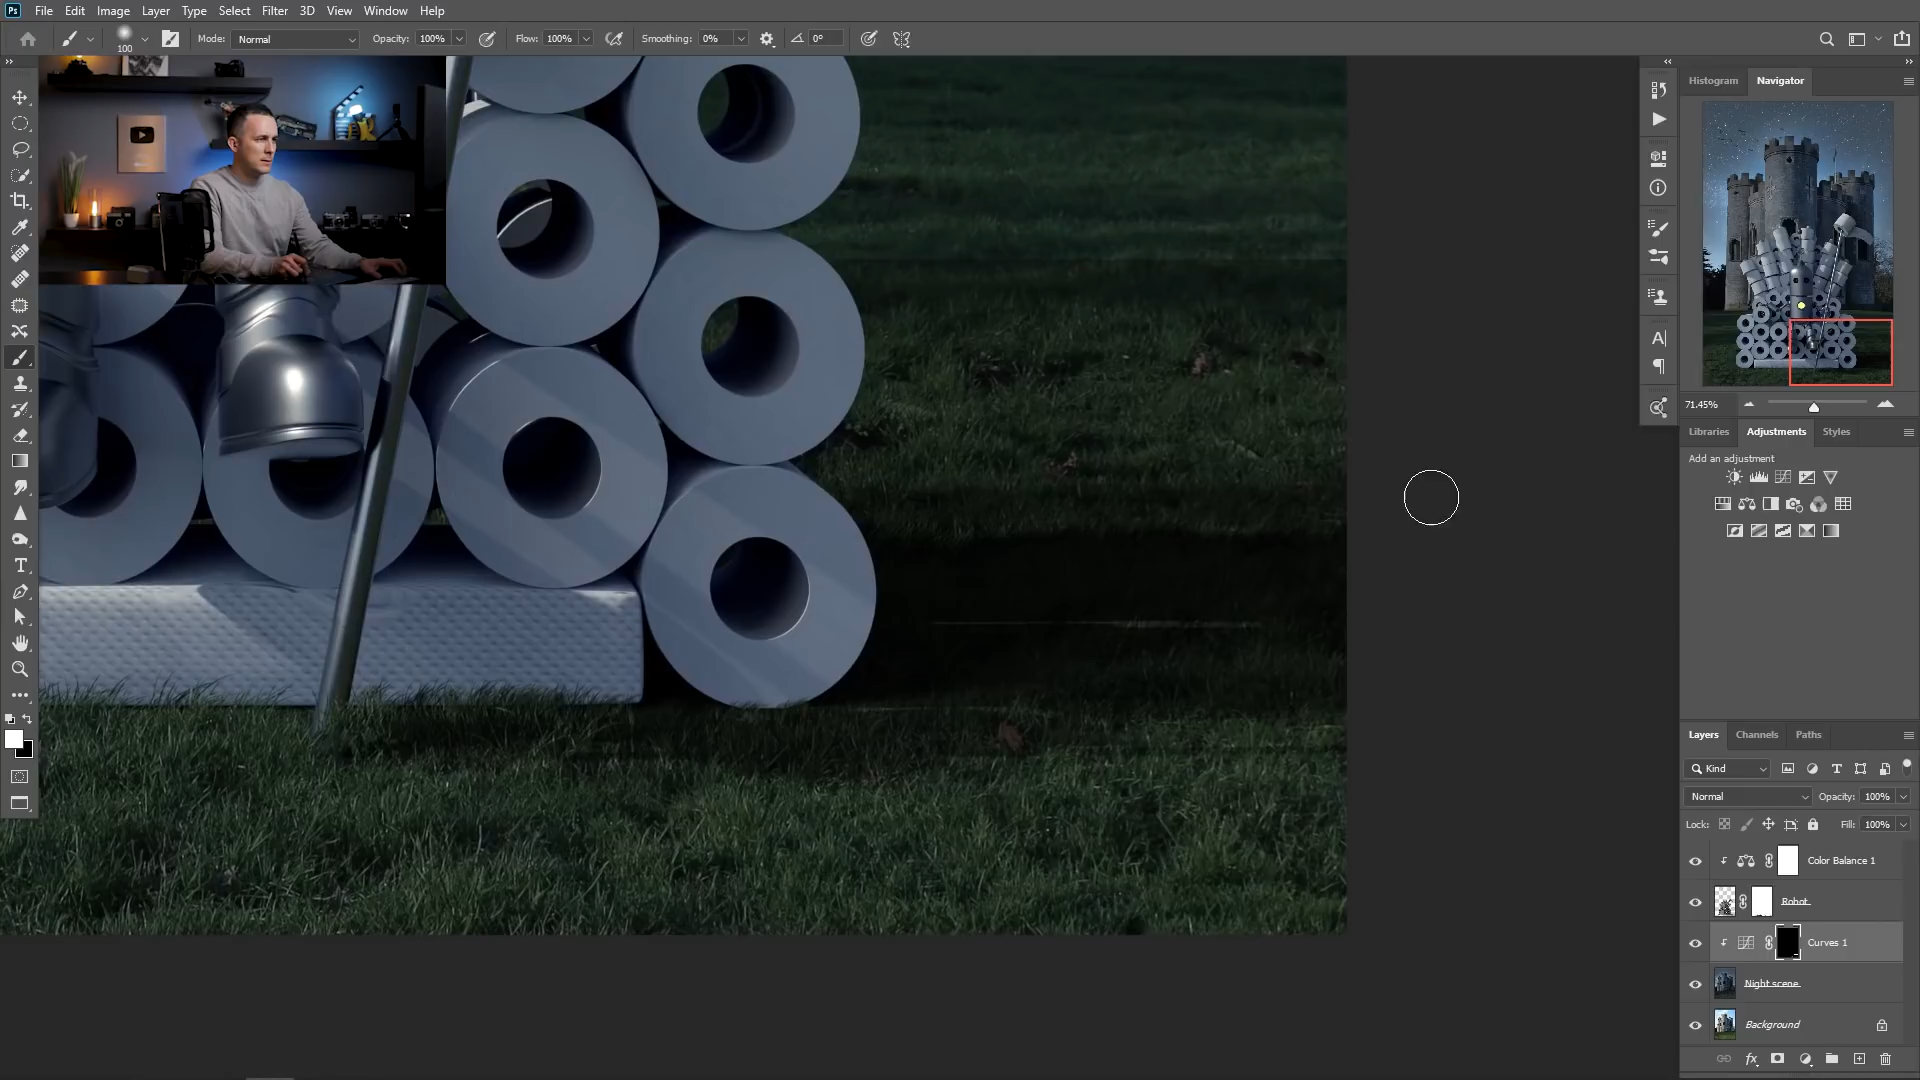 Ps File Edit Image Layer Type Select Filter 3D View Window Help
100 Mode: Normal Opacity: 100% Flow: 100% Smoothing: 0% 0°
Histogram Navigator
71.45%
Libraries Adjustments Styles
Add an adjustment
Layers Channels Paths
Kind
Normal Opacity: 100%
Lock: Fill: 100%
Color Balance 1
Robot
Curves 1
Night scene
Background